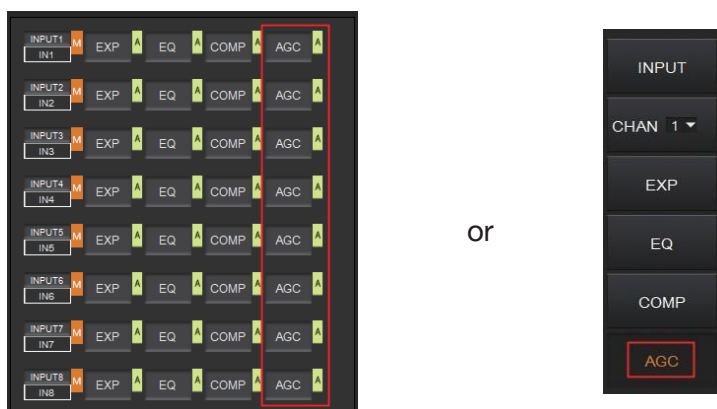 INPUT1 M EXP A EQ A COMP A AGC A
IN1
INPUT2 M EXP A EQ A COMP A AGC A
IN2
INPUT3 M EXP A EQ A COMP A AGC A
IN3
INPUT4 M EXP A EQ A COMP A AGC A
IN4
INPUT5 M EXP A EQ A COMP A AGC A
IN5
INPUT6 M EXP A EQ A COMP A AGC A
IN6
INPUT7 M EXP A EQ A COMP A AGC A
IN7
INPUT8 M EXP A EQ A COMP A AGC A
IN8
or
INPUT
CHAN 1
EXP
EQ
COMP
AGC